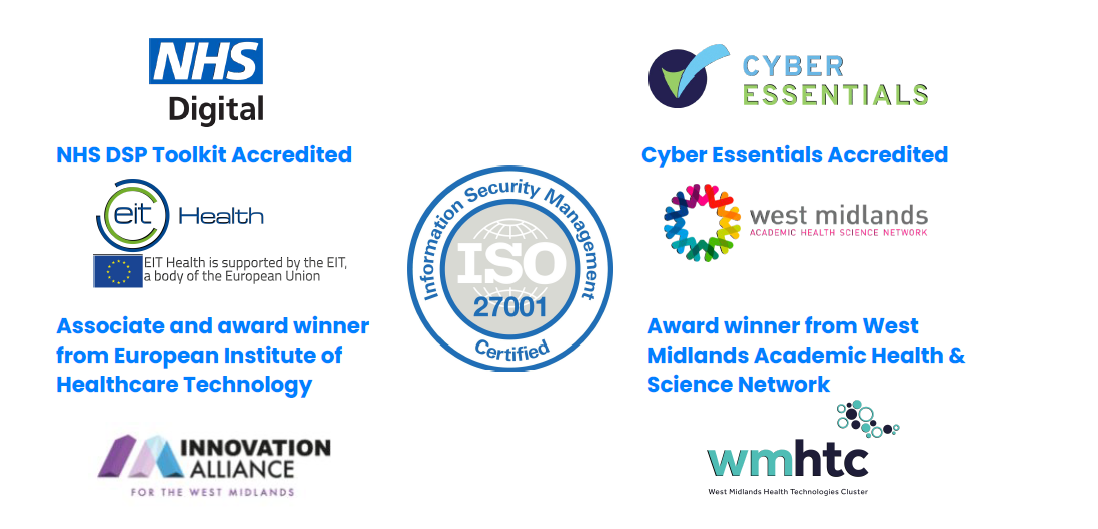 NHS
Digital
NHS DSP Toolkit Accredited
eit Health
EIT Health is supported by the EIT,
a body of the European Union
Associate and award winner
from European Institute of
Healthcare Technology
INNOVATION
ALLIANCE
FOR THE WEST MIDLANDS
Information Security Management
ISO
27001
Certified
CYBER
ESSENTIALS
Cyber Essentials Accredited
west midlands
ACADEMIC HEALTH SCIENCE NETWORK
Award winner from West
Midlands Academic Health &
Science Network
wmhtc
West Midlands Health Technologies Cluster